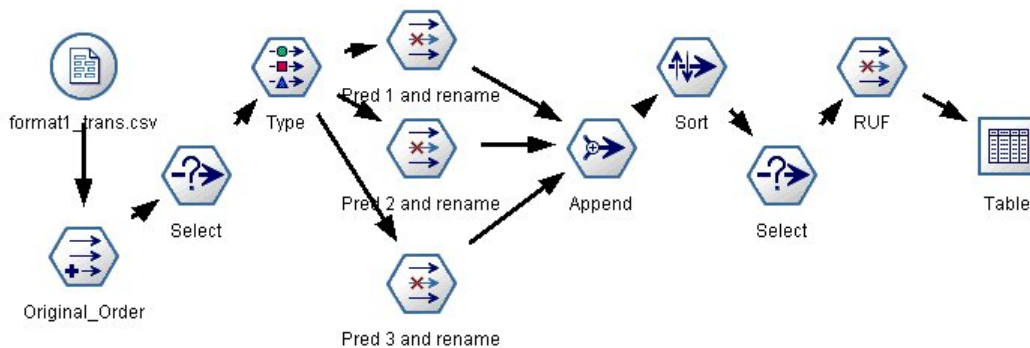 format1_trans.csv
Original_Order
Select
Type
Pred 1 and rename
Pred 2 and rename
Pred 3 and rename
Append
Sort
Select
RUF
Table